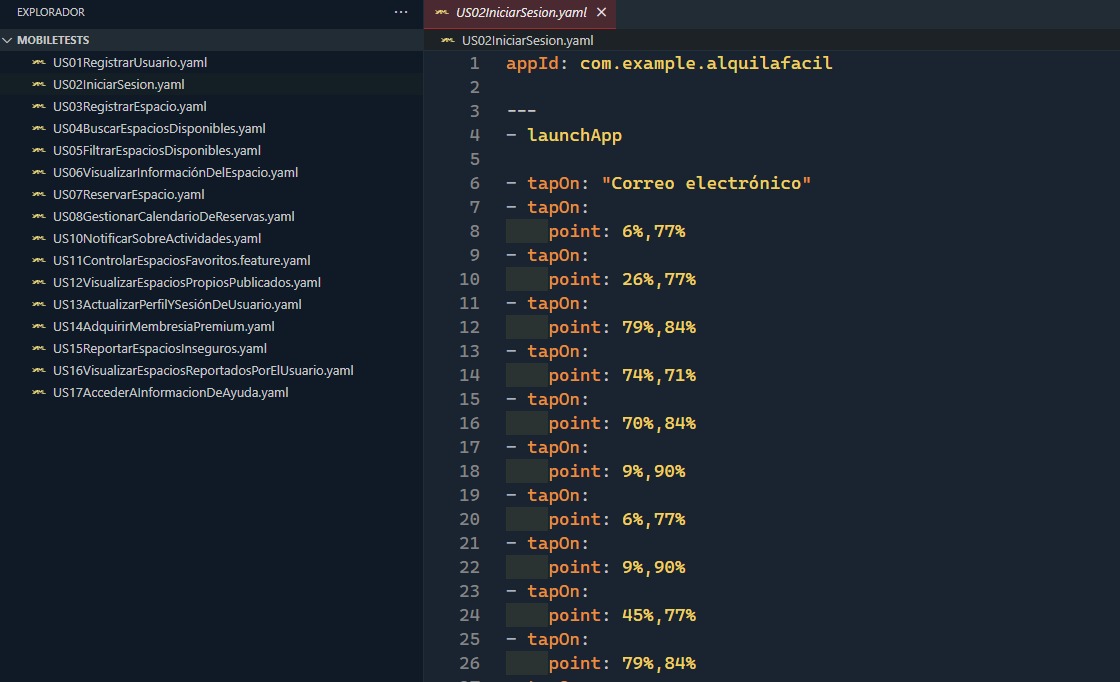 EXPLORADOR
MOBILETESTS
US01RegistrarUsuario.yaml
US02IniciarSesion.yaml
US03RegistrarEspacio.yaml
US04BuscarEspaciosDisponibles.yaml
US05FiltrarEspaciosDisponibles.yaml
US06VisualizarInformaciónDelEspacio.yaml
US07ReservarEspacio.yaml
US08GestionarCalendarioDeReservas.yaml
US10NotificarSobreActividades.yaml
US11ControlarEspaciosFavoritos.feature.yaml
US12VisualizarEspaciosPropiosPublicados.yaml
US13ActualizarPerfilYSesiónDeUsuario.yaml
US14AdquirirMembresiaPremium.yaml
US15ReportarEspaciosInseguros.yaml
US16VisualizarEspaciosReportadosPorElUsuario.yaml
US17AccederAInformacionDeAyuda.yaml
US02IniciarSesion.yaml
US02IniciarSesion.yaml
1 appId: com.example.alquilafacil
2
3 ---
4 - launchApp
5
6 - tapOn: "Correo electrónico"
7 - tapOn:
8 point: 6%,77%
9 - tapOn:
10 point: 26%,77%
11 - tapOn:
12 point: 79%,84%
13 - tapOn:
14 point: 74%,71%
15 - tapOn:
16 point: 70%,84%
17 - tapOn:
18 point: 9%,90%
19 - tapOn:
20 point: 6%,77%
21 - tapOn:
22 point: 9%,90%
23 - tapOn:
24 point: 45%,77%
25 - tapOn:
26 point: 79%,84%